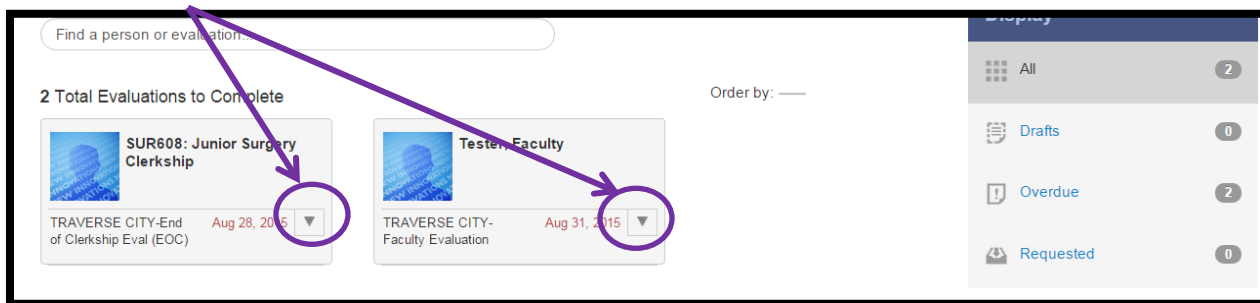 Display
Find a person or evaluation...
2 Total Evaluations to Complete
Order by:
SUR608: Junior Surgery
Clerkship
TRAVERSE CITY-End
of Clerkship Eval (EOC)
Aug 28, 2015
Tester, Faculty
TRAVERSE CITY-
Faculty Evaluation
Aug 31, 2015
All 2
Drafts 0
Overdue 2
Requested 0